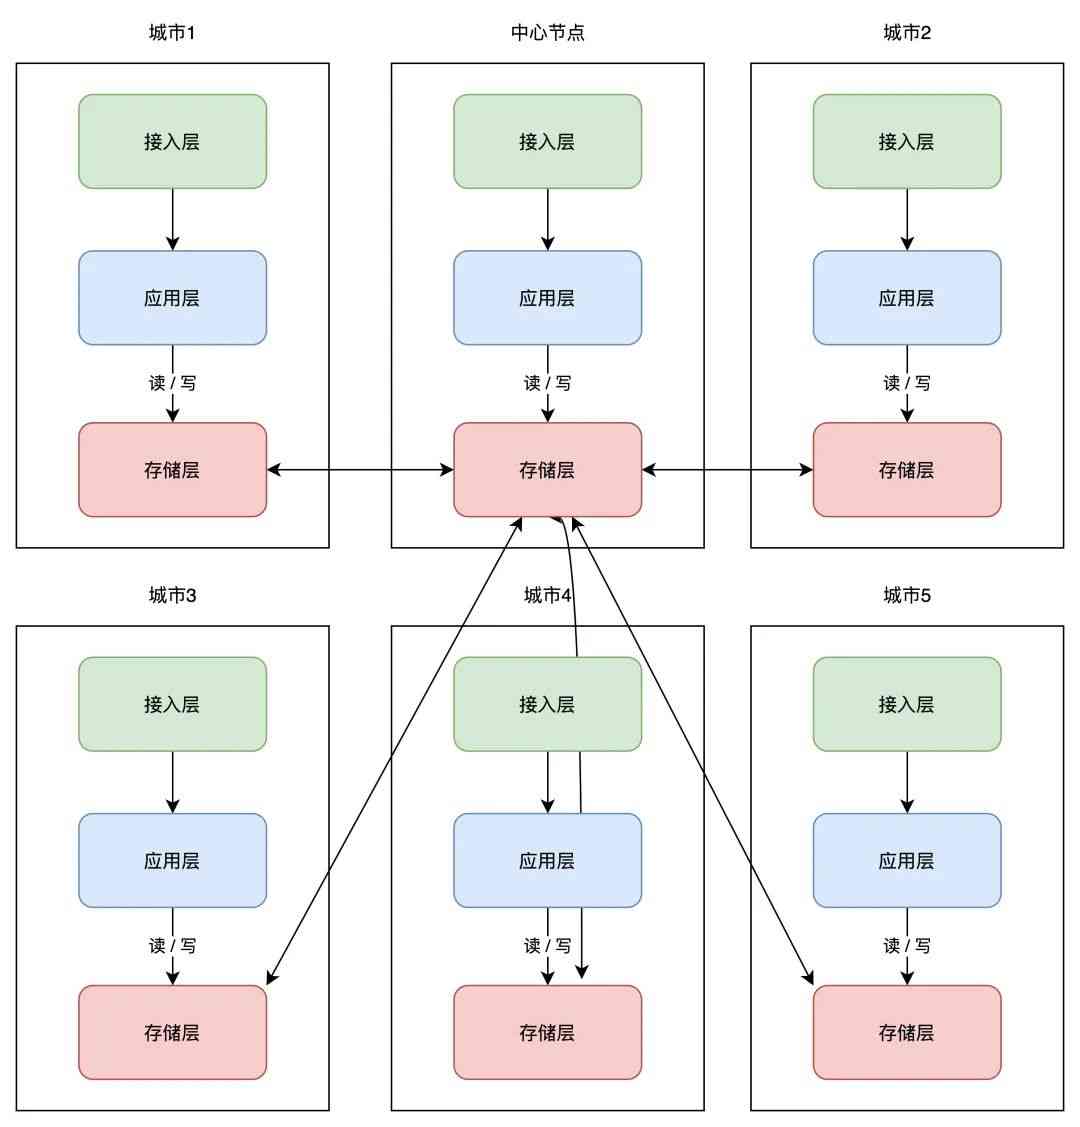 城市1
中心节点
城市2
接入层
接入层
接入层
应用层
应用层
应用层
读 / 写
读 / 写
读 / 写
存储层
存储层
存储层
城市3
城市4
城市5
接入层
接入层
接入层
应用层
应用层
应用层
读 / 写
读 / 写
读 / 写
存储层
存储层
存储层